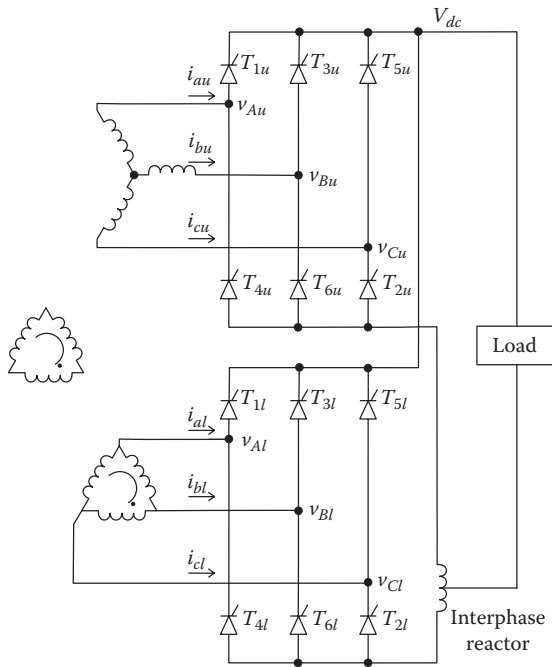 V_dc
T_1u T_3u T_5u
i_au
v_Au
i_bu
v_Bu
i_cu
v_Cu
T_4u T_6u T_2u
Load
T_1l T_3l T_5l
i_al
v_Al
i_bl
v_Bl
i_cl
v_Cl
T_4l T_6l T_2l
Interphase
reactor